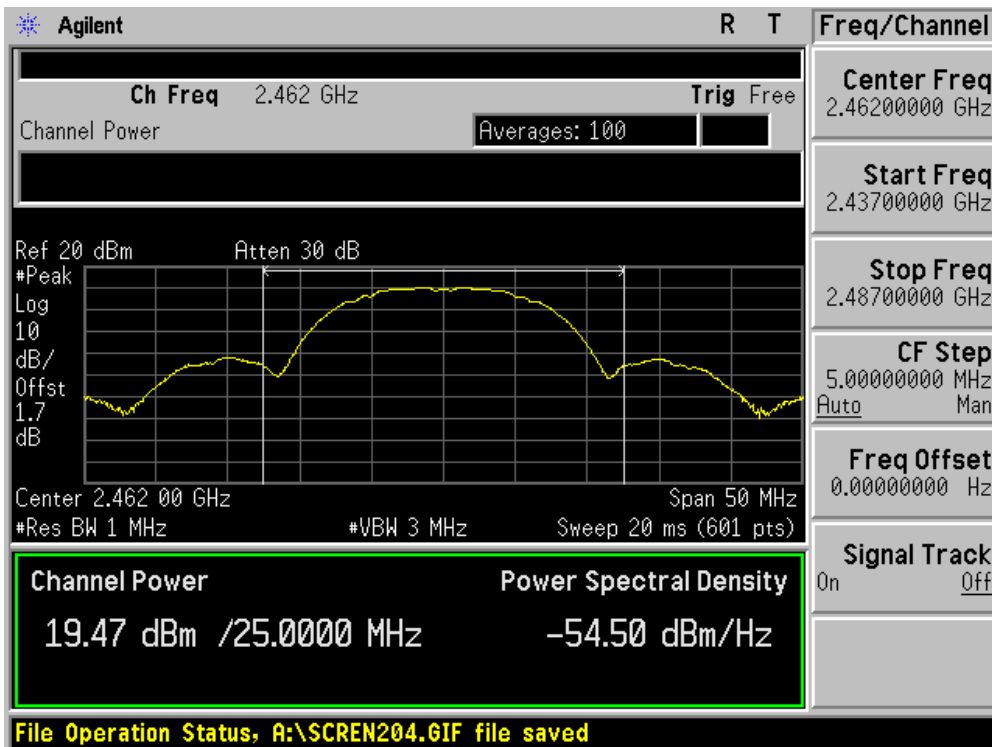 Agilent R T
Ch Freq 2.462 GHz Trig Free
Channel Power Averages: 100
Ref 20 dBm Atten 30 dB
#Peak
Log
10
dB/
Offst
1.7
dB
Center 2.462 00 GHz Span 50 MHz
#Res BW 1 MHz #VBW 3 MHz Sweep 20 ms (601 pts)
Channel Power Power Spectral Density
19.47 dBm /25.0000 MHz -54.50 dBm/Hz
File Operation Status, A:\SCREN204.GIF file saved
Freq/Channel
Center Freq
2.46200000 GHz
Start Freq
2.43700000 GHz
Stop Freq
2.48700000 GHz
CF Step
5.00000000 MHz
Auto Man
Freq Offset
0.00000000 Hz
Signal Track
On Off